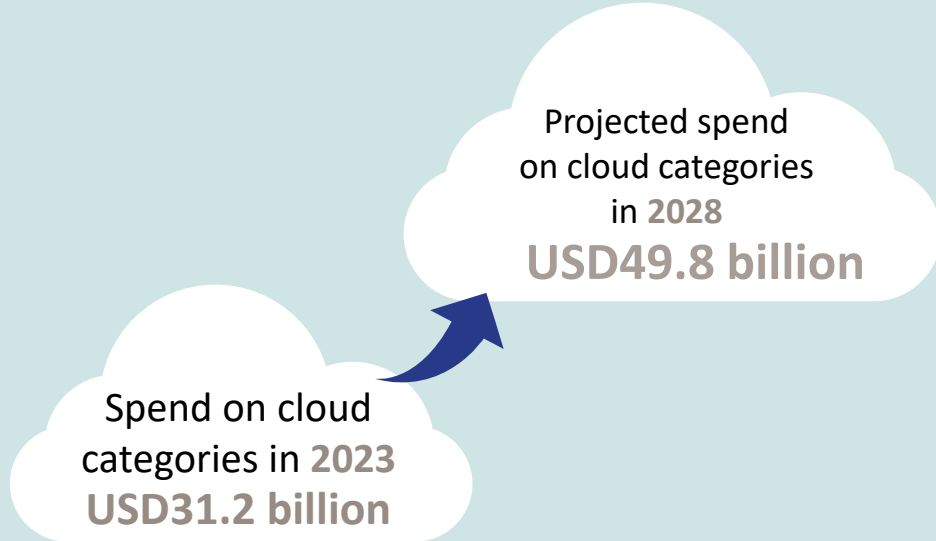 Projected spend
on cloud categories
in 2028
USD49.8 billion
Spend on cloud
categories in 2023
USD31.2 billion